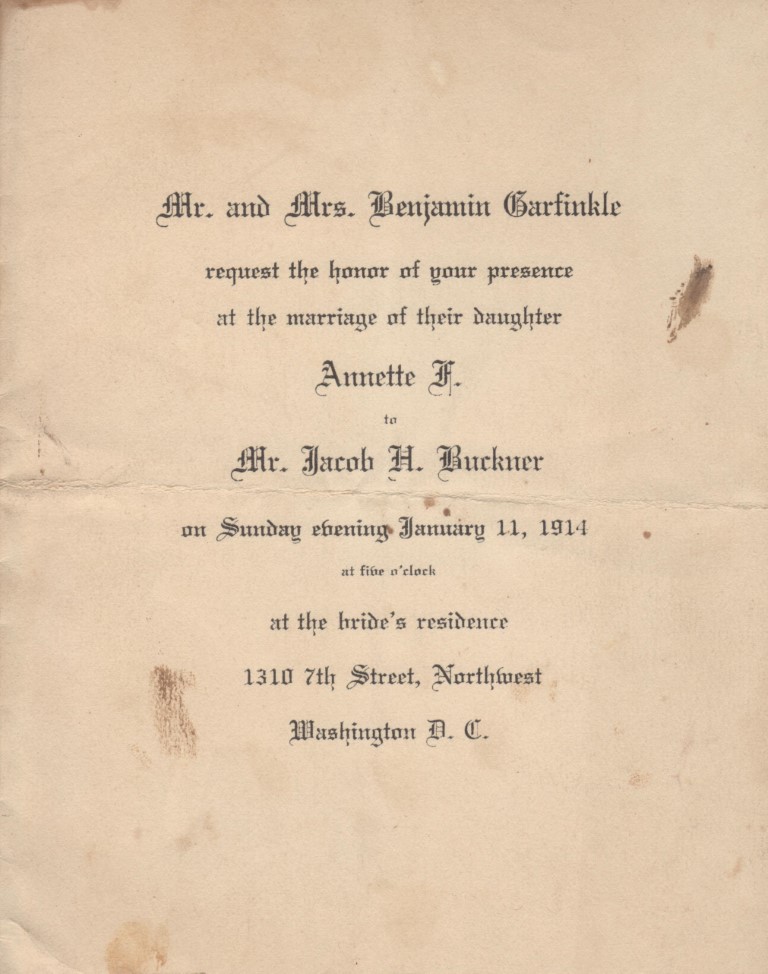 Mr. and Mrs. Benjamin Garfinkle
request the honor of your presence
at the marriage of their daughter
Annette F.
to
Mr. Jacob H. Buckner
on Sunday evening January 11, 1914
at five o'clock
at the bride's residence
1310 7th Street, Northwest
Washington D. C.